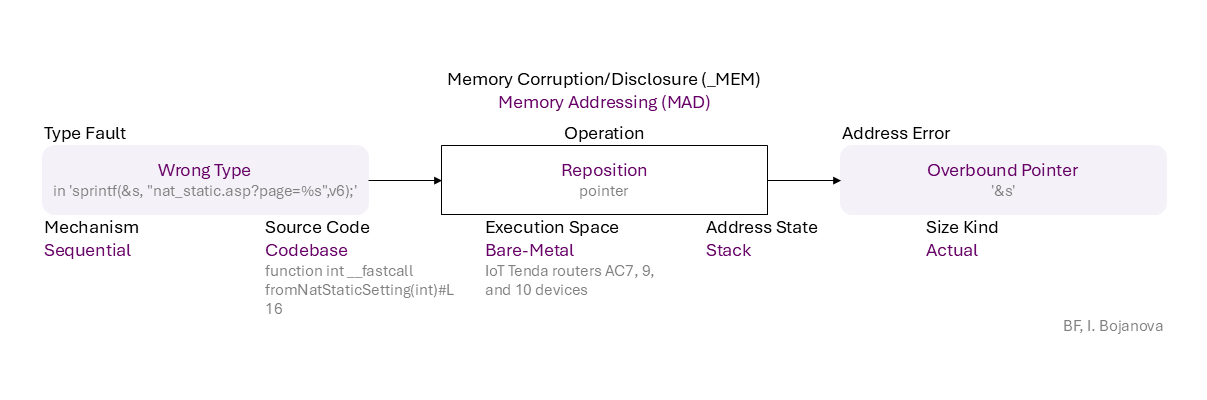 Memory Corruption/Disclosure (_MEM)
Memory Addressing (MAD)
Type Fault
Operation
Address Error
Wrong Type
in 'sprintf(&s, "nat_static.asp?page=%s",v6);'
Reposition
pointer
Overbound Pointer
'&s'
Mechanism
Sequential
Source Code
Codebase
function int __fastcall
fromNatStaticSetting(int)#L
16
Execution Space
Bare-Metal
IoT Tenda routers AC7, 9,
and 10 devices
Address State
Stack
Size Kind
Actual
BF, I. Bojanova